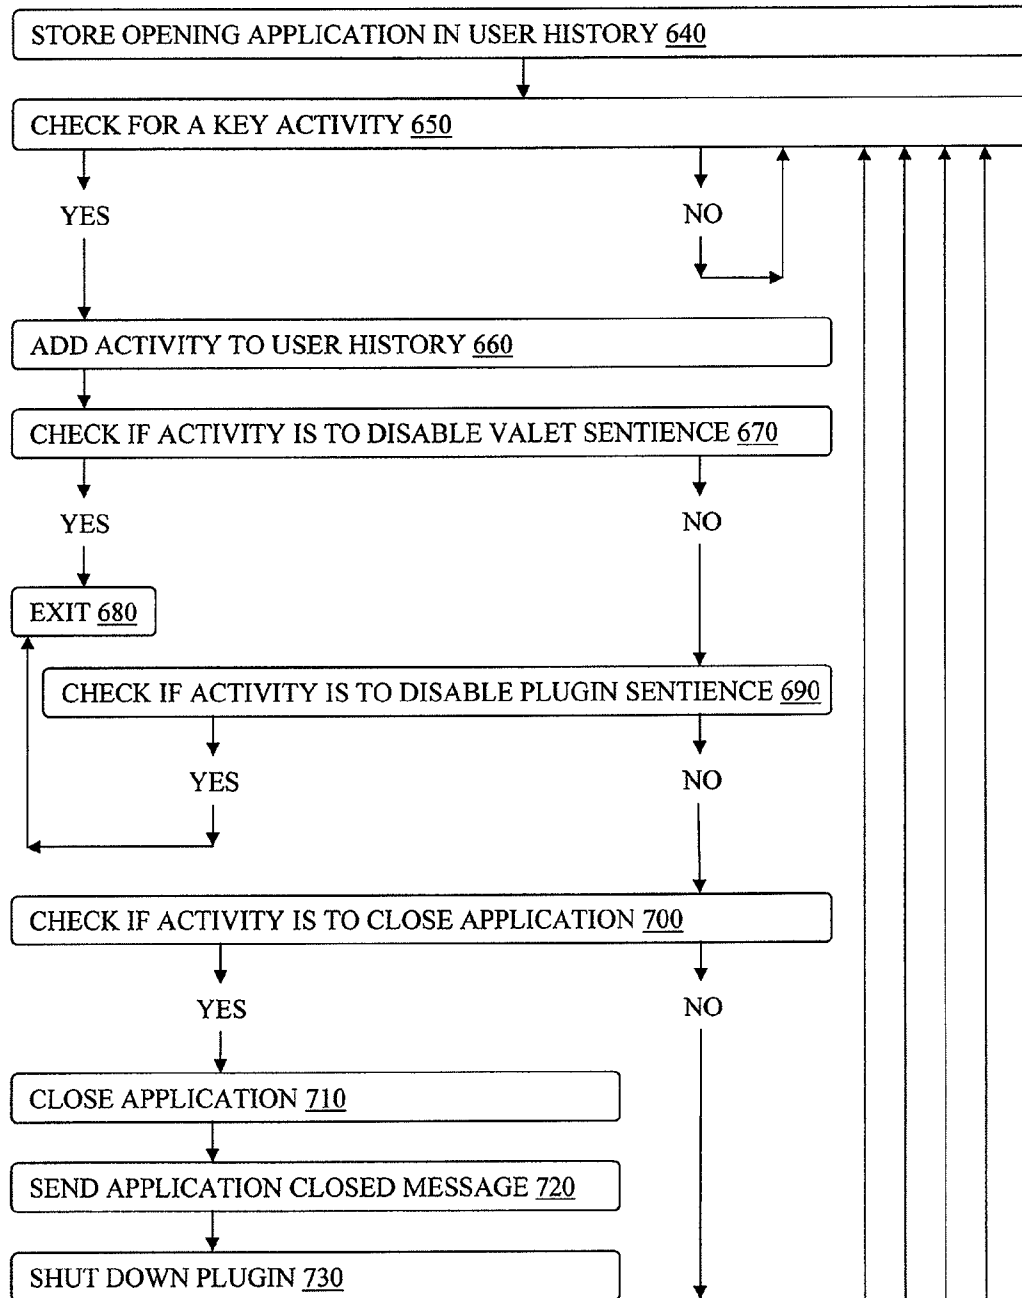 STORE OPENING APPLICATION IN USER HISTORY 640
CHECK FOR A KEY ACTIVITY 650
YES
NO
ADD ACTIVITY TO USER HISTORY 660
CHECK IF ACTIVITY IS TO DISABLE VALET SENTIENCE 670
YES
NO
EXIT 680
CHECK IF ACTIVITY IS TO DISABLE PLUGIN SENTIENCE 690
YES
NO
CHECK IF ACTIVITY IS TO CLOSE APPLICATION 700
YES
NO
CLOSE APPLICATION 710
SEND APPLICATION CLOSED MESSAGE 720
SHUT DOWN PLUGIN 730